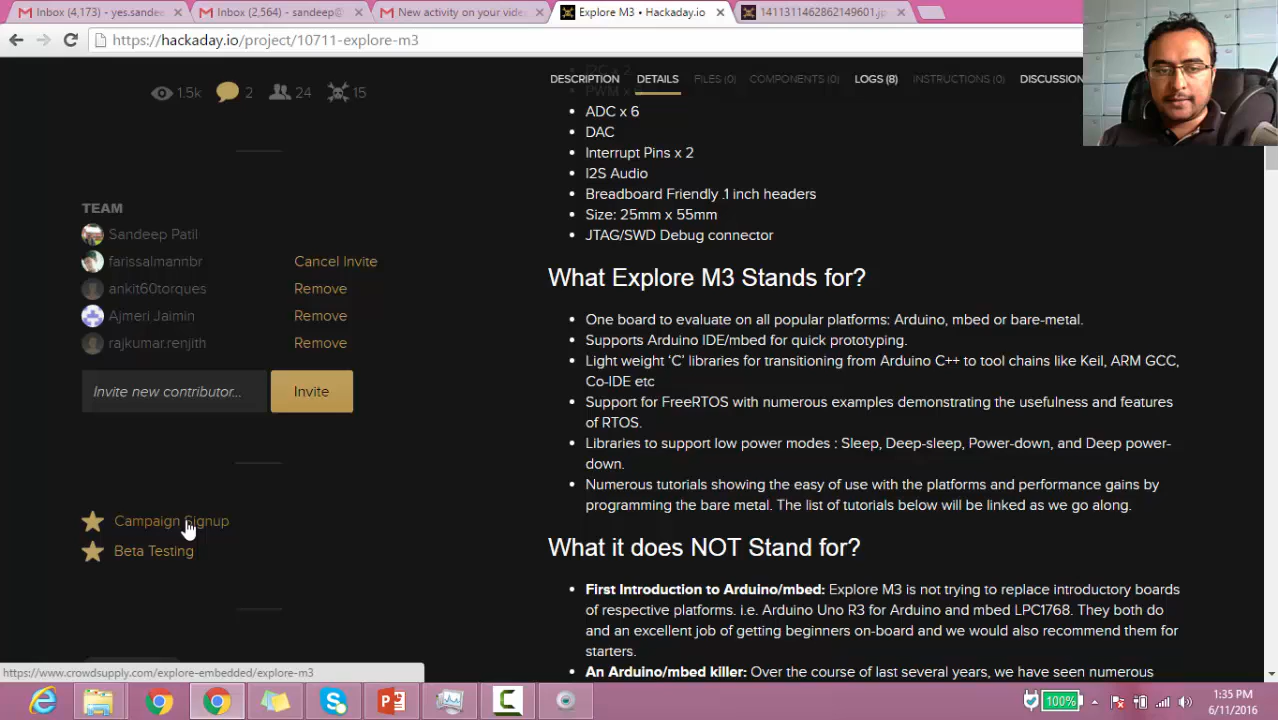 Inbox (4,173) - yes.sande
Inbox (2,564) - sandeep@
New activity on your vide
Explore M3 • Hackaday.io
1411311462862149601.jp
https://hackaday.io/project/10711-explore-m3
1.5k
2
24
15
DESCRIPTION
DETAILS
FILES (0)
COMPONENTS (0)
LOGS (8)
INSTRUCTIONS (0)
DISCUSSION
ADC x 6
DAC
Interrupt Pins x 2
I2S Audio
Breadboard Friendly .1 inch headers
Size: 25mm x 55mm
JTAG/SWD Debug connector
TEAM
Sandeep Patil
farissalmannbr
Cancel Invite
ankit60torques
Remove
Ajmeri Jaimin
Remove
rajkumar.renjith
Remove
Invite new contributor...
Invite
Campaign Signup
Beta Testing
What Explore M3 Stands for?
One board to evaluate on all popular platforms: Arduino, mbed or bare-metal.
Supports Arduino IDE/mbed for quick prototyping.
Light weight ‘C’ libraries for transitioning from Arduino C++ to tool chains like Keil, ARM GCC,
Co-IDE etc
Support for FreeRTOS with numerous examples demonstrating the usefulness and features
of RTOS.
Libraries to support low power modes : Sleep, Deep-sleep, Power-down, and Deep power-
down.
Numerous tutorials showing the easy of use with the platforms and performance gains by
programming the bare metal. The list of tutorials below will be linked as we go along.
What it does NOT Stand for?
First Introduction to Arduino/mbed: Explore M3 is not trying to replace introductory boards
of respective platforms. i.e. Arduino Uno R3 for Arduino and mbed LPC1768. They both do
and an excellent job of getting beginners on-board and we would also recommend them for
starters.
An Arduino/mbed killer: Over the course of last several years, we have seen numerous
https://www.crowdsupply.com/explore-embedded/explore-m3
100%
1:35 PM
6/11/2016